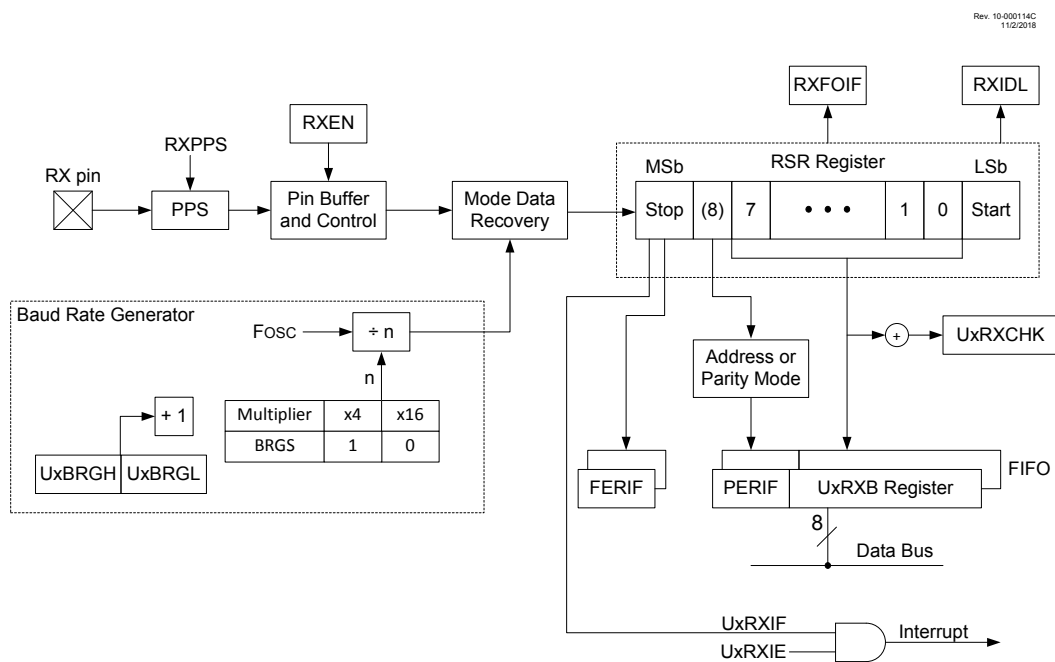 Rev. 10-000114C
11/2/2018
RXFOIF
RXIDL
RXEN
RXPPS
RSR Register
MSb
LSb
RX pin
PPS
Pin Buffer
and Control
Mode Data
Recovery
Stop
(8)
7
• • •
1
0
Start
Baud Rate Generator
FOSC
÷ n
n
+ 1
Multiplier x4 x16
BRGS 1 0
UxBRGH UxBRGL
Address or
Parity Mode
+
UxRXCHK
FERIF
PERIF
UxRXB Register
FIFO
8
Data Bus
UxRXIF
UxRXIE
Interrupt